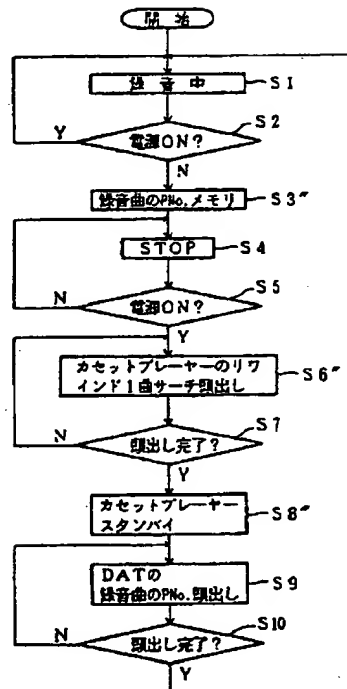 開始
録音中
S1
電源ON?
S2
Y
N
録音曲のPNo.メモリ
S3″
STOP
S4
電源ON?
S5
N
Y
カセットプレーヤーのリワ
インド1曲サーチ頭出し
S6″
頭出し完了?
S7
N
Y
カセットプレーヤー
スタンバイ
S8″
DATの
録音曲のPNo.頭出し
S9
頭出し完了?
S10
N
Y